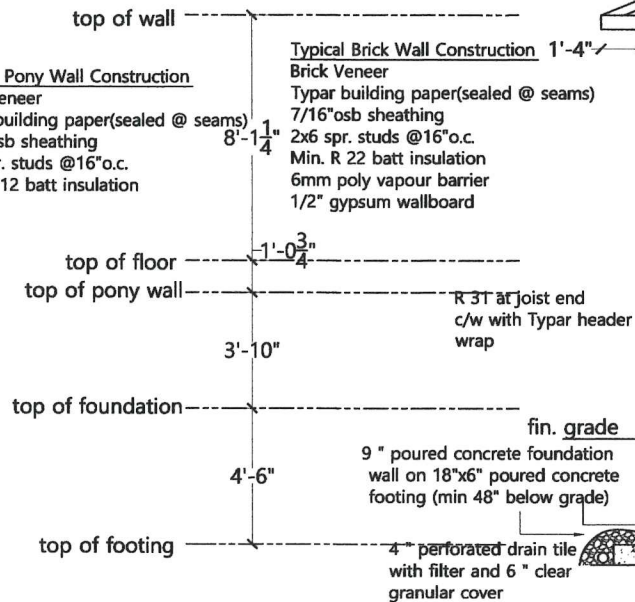 top of wall
Typical Brick Wall Construction 1'-4"
Brick Veneer
Typar building paper(sealed @ seams)
7/16"osb sheathing
2x6 spr. studs @16"o.c.
Min. R 22 batt insulation
6mm poly vapour barrier
1/2" gypsum wallboard
Pony Wall Construction
eneer
building paper(sealed @ seams)
sb sheathing
r. studs @16"o.c.
12 batt insulation
8'-1 1/4"
1'-0 3/4"
top of floor
top of pony wall
R 31 at joist end
c/w with Typar header
wrap
3'-10"
top of foundation
fin. grade
9 " poured concrete foundation
wall on 18"x6" poured concrete
footing (min 48" below grade)
4'-6"
top of footing
4 " perforated drain tile
with filter and 6 " clear
granular cover